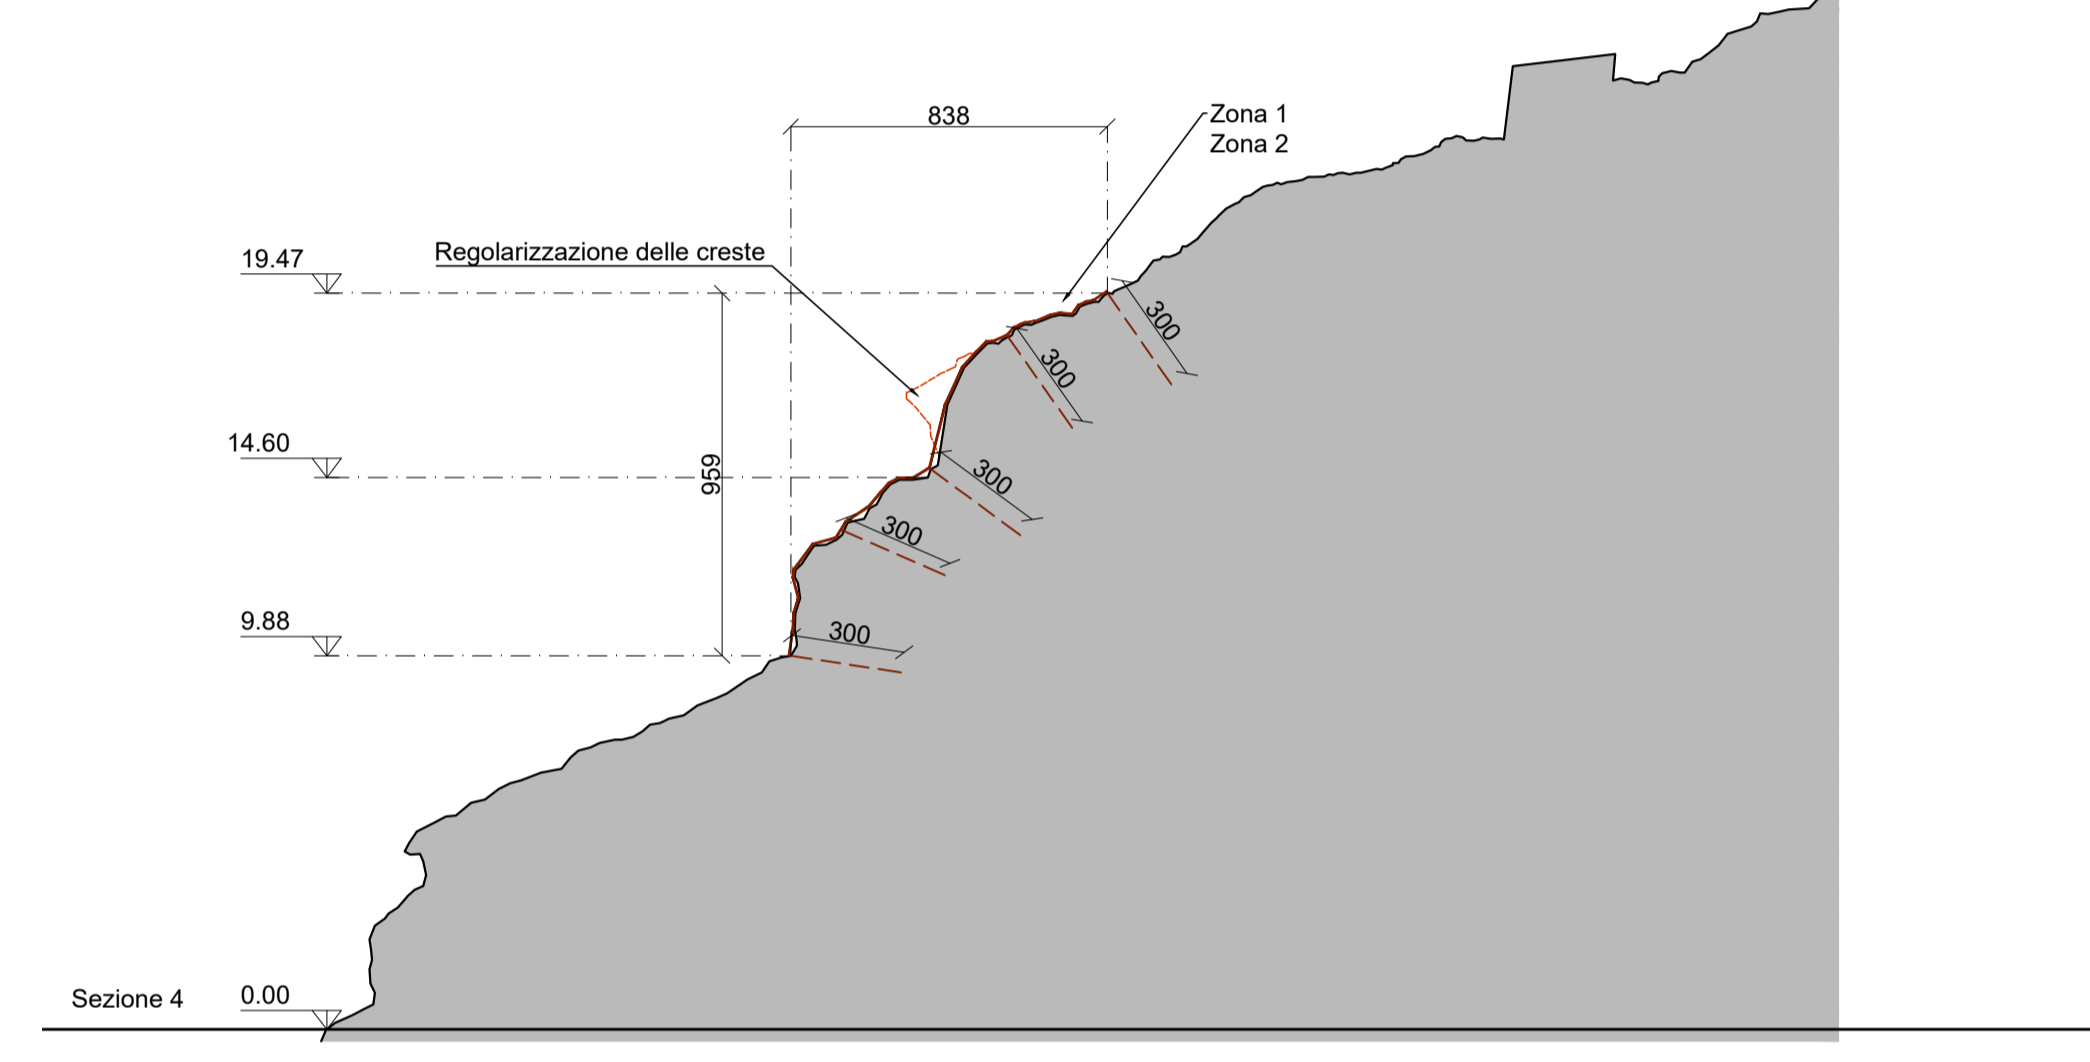 838
Zona 1
Zona 2
Regolarizzazione delle creste
19.47
300
300
14.60
959
300
300
9.88
300
Sezione 4
0.00